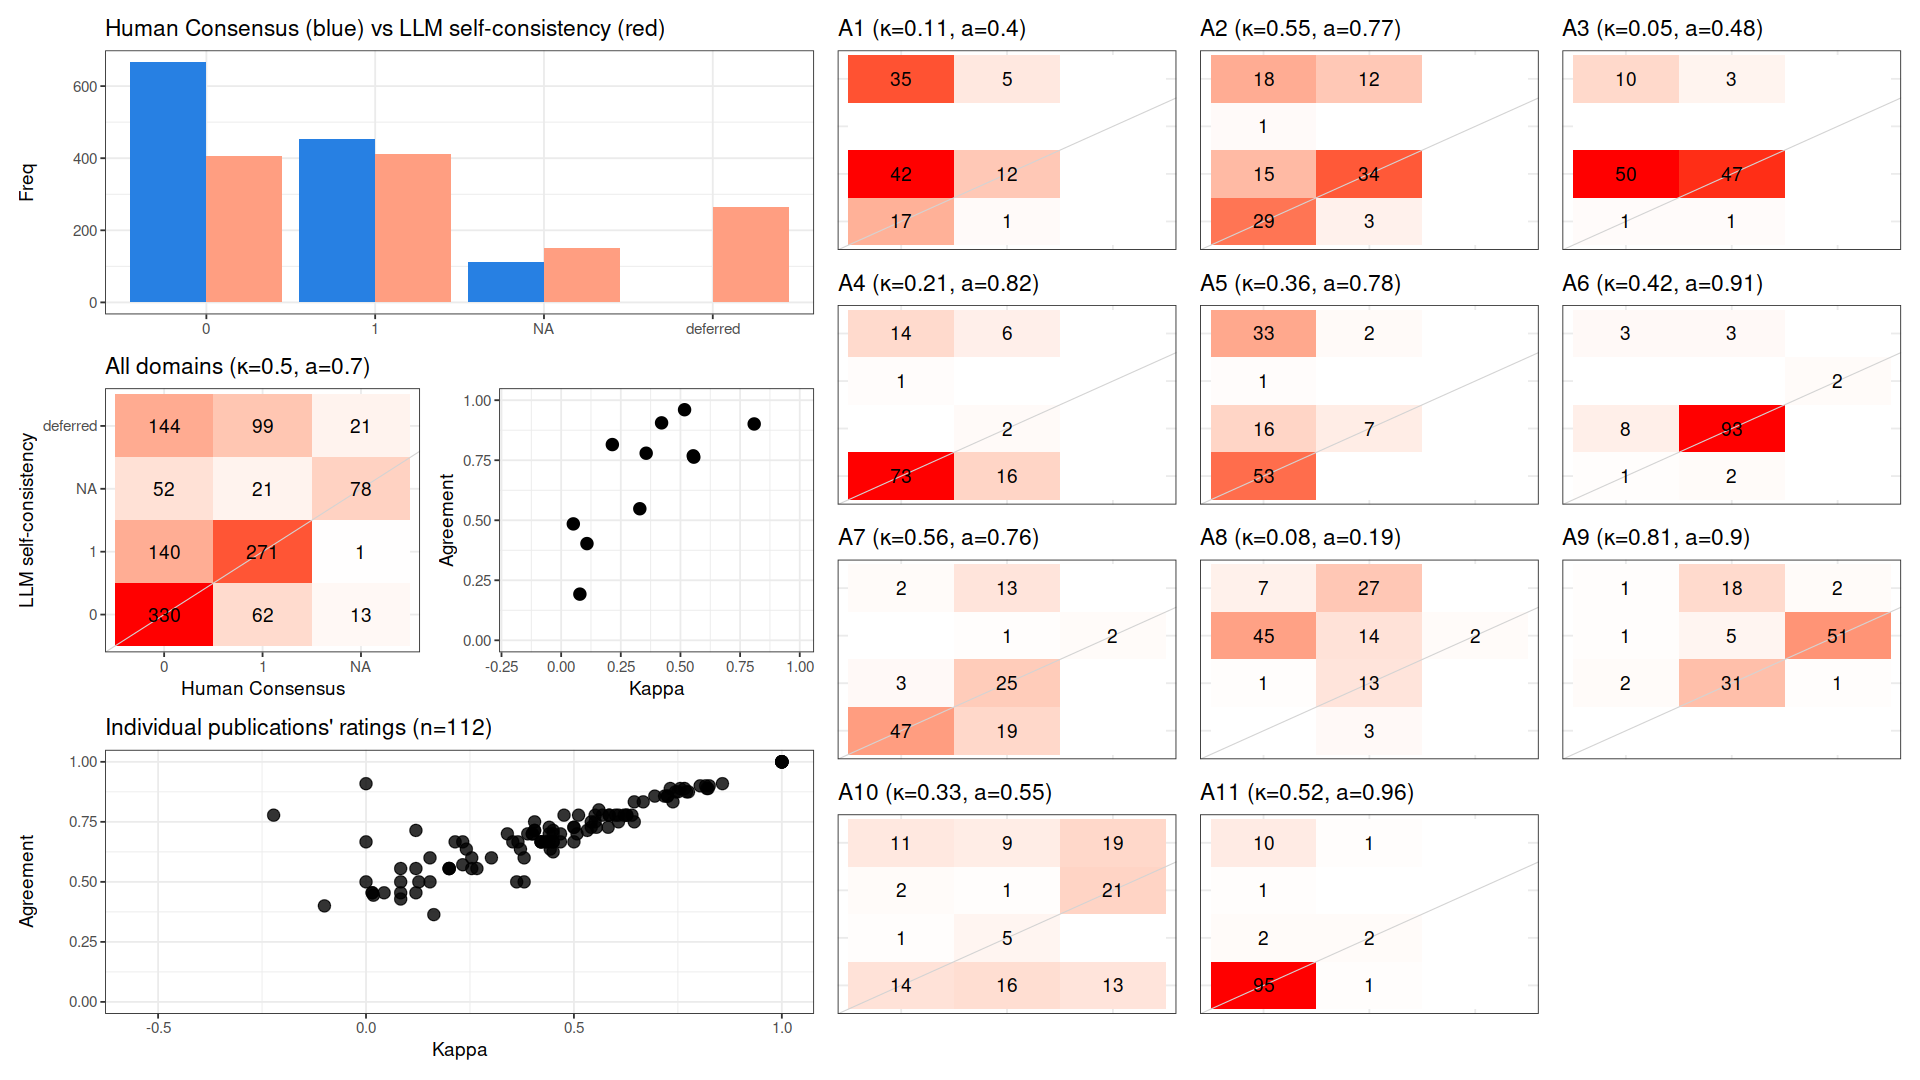 Human Consensus (blue) vs LLM self-consistency (red)
Freq
600
400
200
0
0 1 NA deferred
All domains (κ=0.5, a=0.7)
LLM self-consistency
deferred 144 99 21
NA 52 21 78
1 140 271 1
0 330 62 13
0 1 NA
Human Consensus
Agreement
1.00
0.75
0.50
0.25
0.00
-0.25 0.00 0.25 0.50 0.75 1.00
Kappa
Individual publications' ratings (n=112)
Agreement
1.00
0.75
0.50
0.25
0.00
-0.5 0.0 0.5 1.0
Kappa
A1 (κ=0.11, a=0.4)
35 5
42 12
17 1
A2 (κ=0.55, a=0.77)
18 12
1
15 34
29 3
A3 (κ=0.05, a=0.48)
10 3
50 47
1 1
A4 (κ=0.21, a=0.82)
14 6
1
2
73 16
A5 (κ=0.36, a=0.78)
33 2
1
16 7
53
A6 (κ=0.42, a=0.91)
3 3
2
8 93
1 2
A7 (κ=0.56, a=0.76)
2 13
1 2
3 25
47 19
A8 (κ=0.08, a=0.19)
7 27
45 14 2
1 13
3
A9 (κ=0.81, a=0.9)
1 18 2
1 5 51
2 31 1
A10 (κ=0.33, a=0.55)
11 9 19
2 1 21
1 5
14 16 13
A11 (κ=0.52, a=0.96)
10 1
1
2 2
95 1